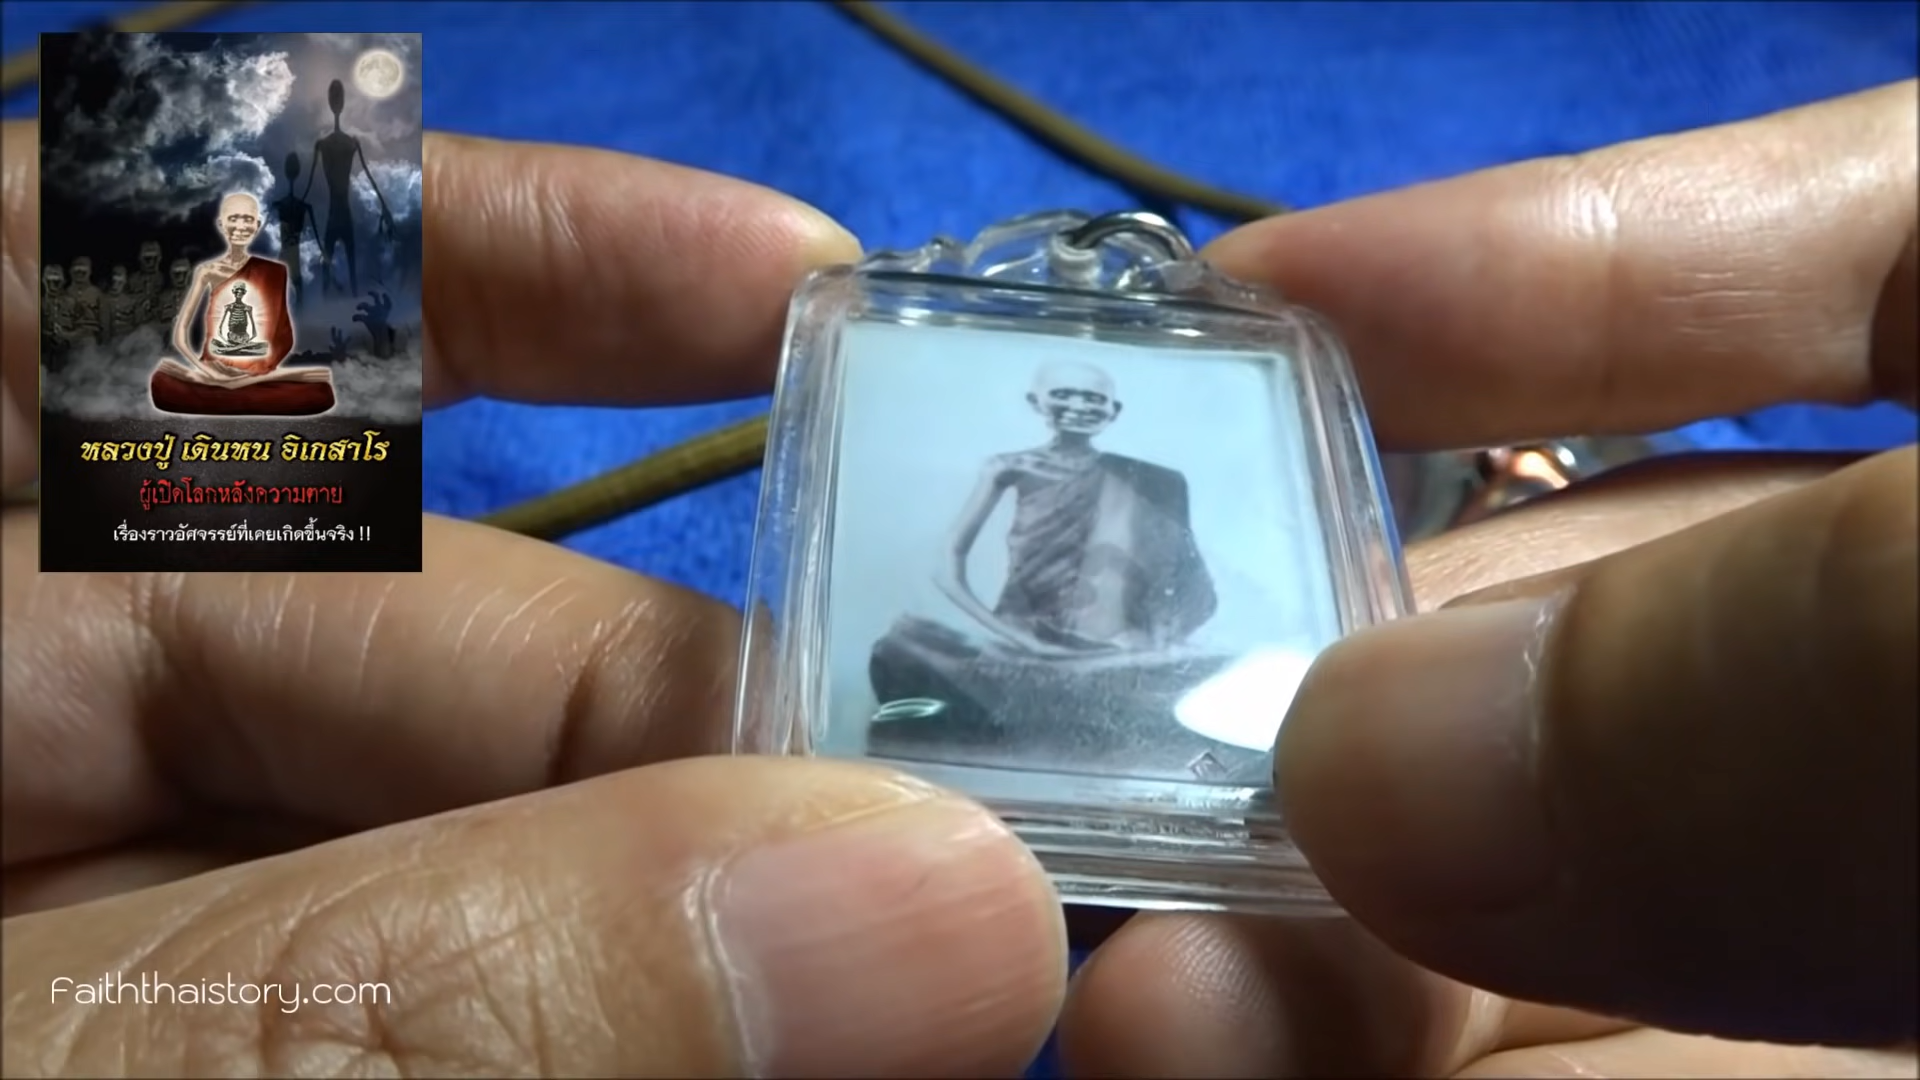 หลวงปู่ เดินหน อิเกสาโร
ผู้เปิดโลกหลังความตาย
เรื่องราวอัศจรรย์ที่เคยเกิดขึ้นจริง !!
Faiththaistory.com